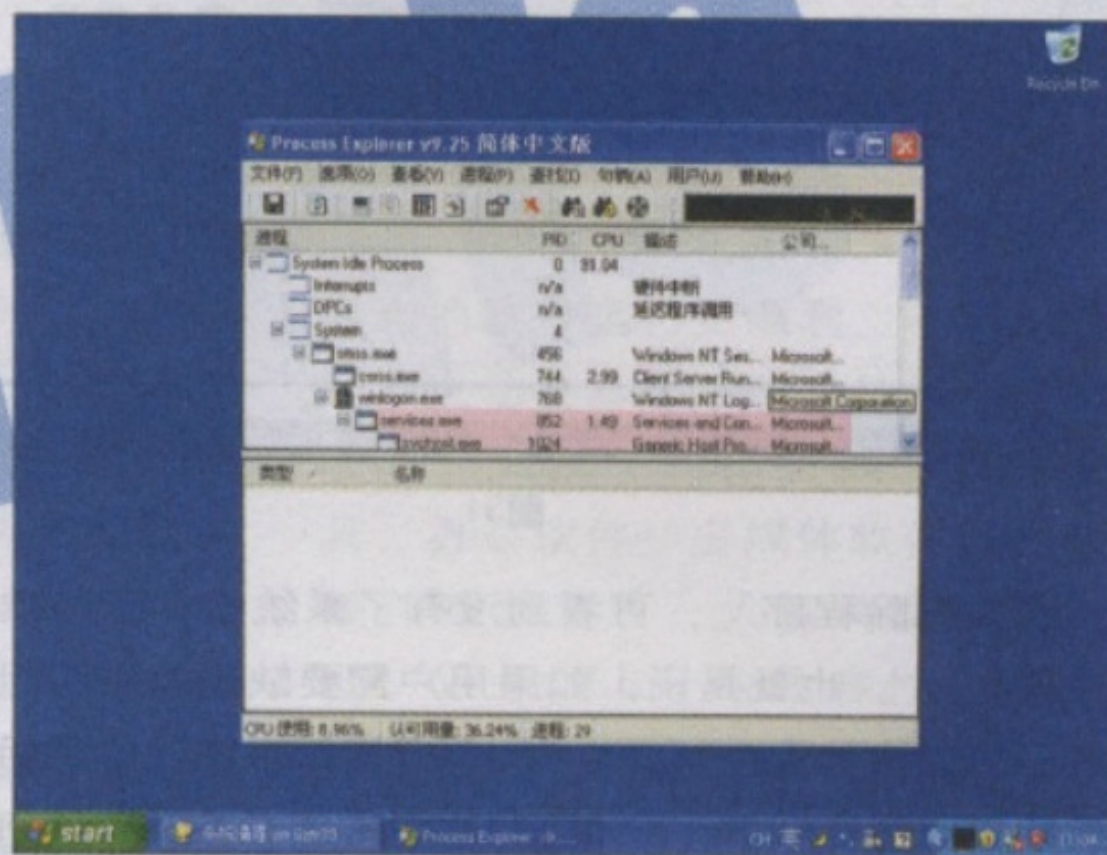 Recycle Bin
Process Explorer v9.25 简体中文版
文件(F) 选项(O) 查看(V) 进程(P) 查找(I) 句柄(A) 用户(U) 帮助(H)
进程 PID CPU 描述 公司...
System Idle Process 0 91.04
Interrupts n/a 硬件中断
DPCs n/a 延迟程序调用
System 4
smss.exe 456 Windows NT Ses... Microsoft...
csrss.exe 744 2.99 Client Server Run... Microsoft...
winlogon.exe 768 Windows NT Log... Microsoft Corporation
services.exe 852 1.49 Services and Con... Microsoft...
svchost.exe 1024 Generic Host Pro... Microsoft...
类型 名称
CPU 使用: 8.96% 认可用量: 36.24% 进程: 29
start
Process Explorer
CH 英